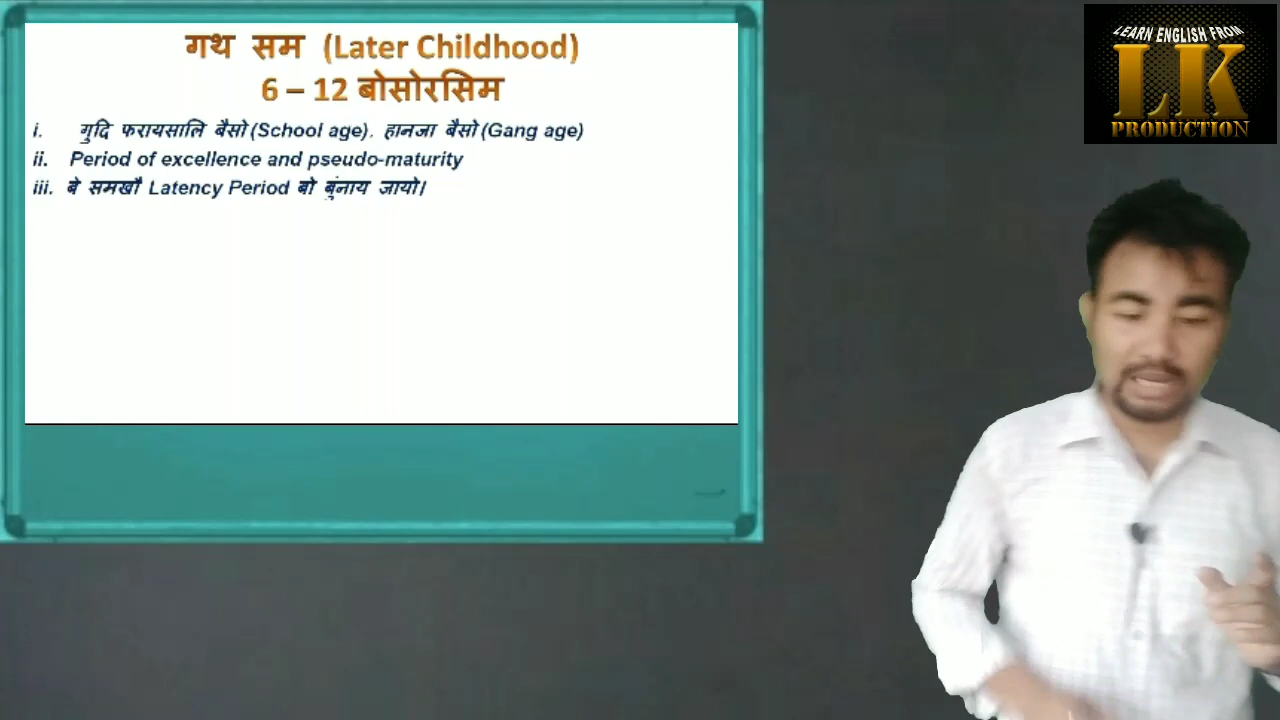 गथ सम (Later Childhood)
6 – 12 बोसोरसिम
i. गुदि फरायसालि बैसो (School age). हानजा बैसो (Gang age)
ii. Period of excellence and pseudo-maturity
iii. बे समखौ Latency Period बो बुंनाय जायो।
LEARN ENGLISH FROM
LK
PRODUCTION